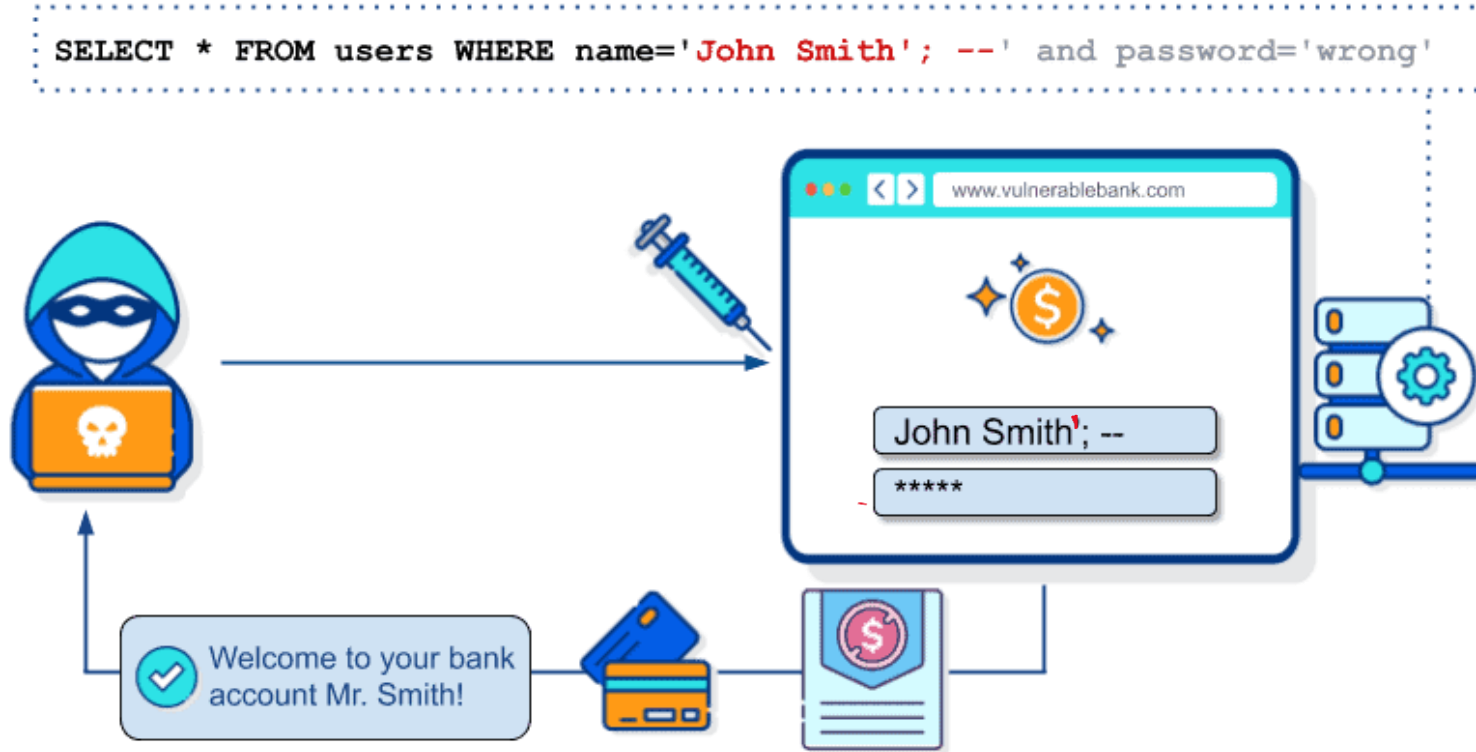 SELECT * FROM users WHERE name='John Smith'; --' and password='wrong'
www.vulnerablebank.com
$
John Smith'; --
*****
$
Welcome to your bank
account Mr. Smith!